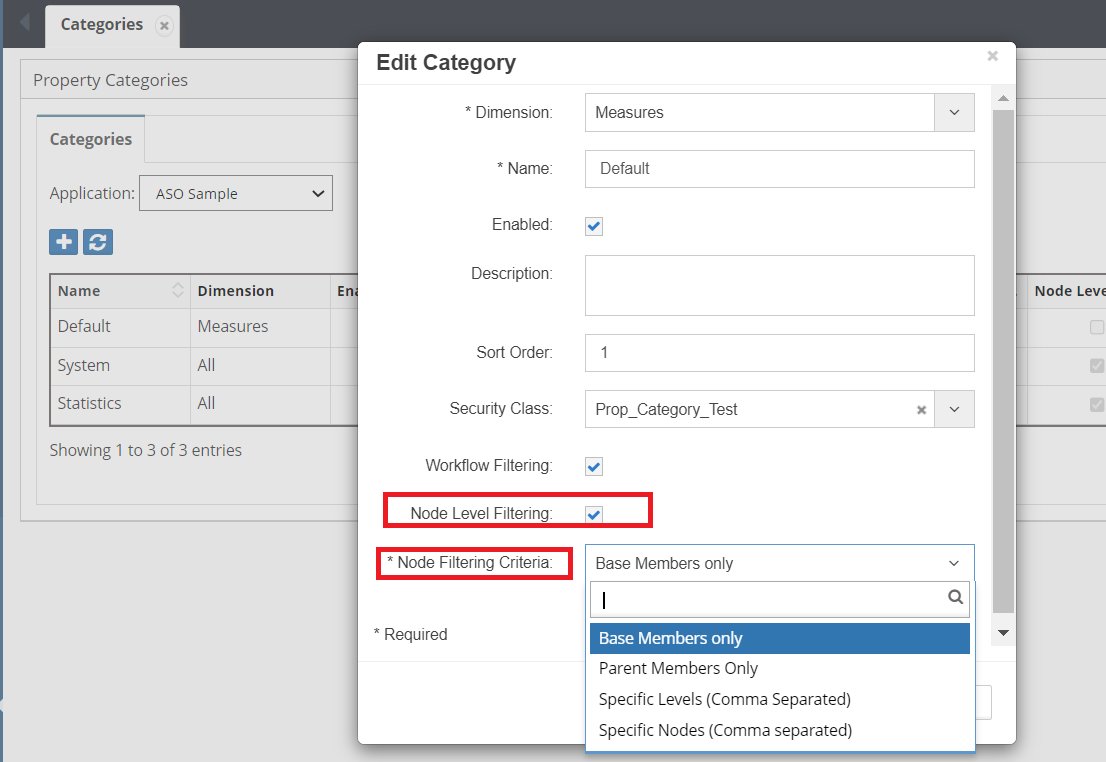 Categories
Edit Category
Property Categories
* Dimension:
Measures
Categories
* Name:
Default
Application:
ASO Sample
Enabled:
Description:
Name
Dimension
Node Leve
Default
Measures
Sort Order:
1
System
All
Statistics
All
Security Class:
Prop_Category_Test
Showing 1 to 3 of 3 entries
Workflow Filtering:
Node Level Filtering:
* Node Filtering Criteria:
Base Members only
* Required
Base Members only
Parent Members Only
Specific Levels (Comma Separated)
Specific Nodes (Comma separated)